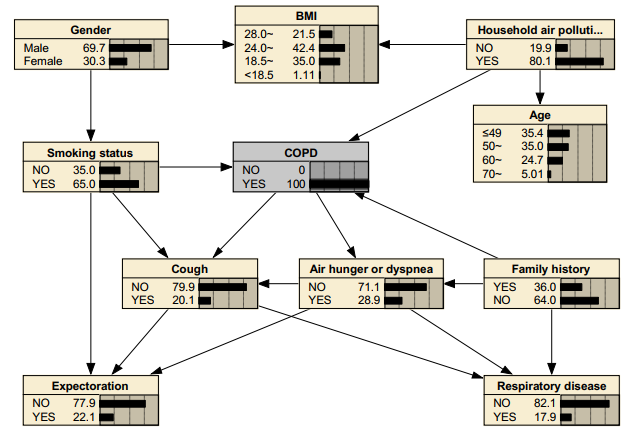 Gender
Male 69.7
Female 30.3
BMI
28.0~ 21.5
24.0~ 42.4
18.5~ 35.0
<18.5 1.11
Household air polluti...
NO 19.9
YES 80.1
Age
≤49 35.4
50~ 35.0
60~ 24.7
70~ 5.01
Smoking status
NO 35.0
YES 65.0
COPD
NO 0
YES 100
Cough
NO 79.9
YES 20.1
Air hunger or dyspnea
NO 71.1
YES 28.9
Family history
YES 36.0
NO 64.0
Expectoration
NO 77.9
YES 22.1
Respiratory disease
NO 82.1
YES 17.9